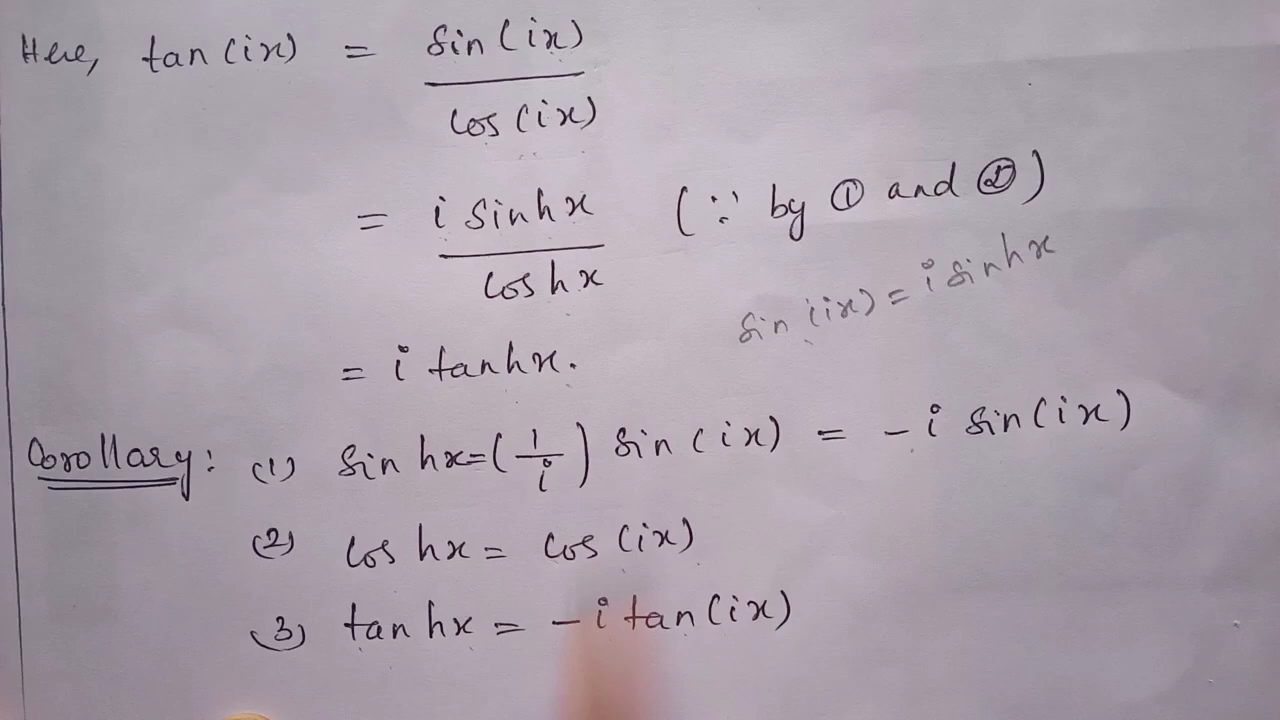 Here, tan(ix) = sin(ix)
cos(ix)
= i sinhx (∵ by ① and ②)
coshx
sin(ix) = i sinhx
= i tanhx.
Corollary: (1) sin hx = (1/i) sin(ix) = -i sin(ix)
(2) cos hx = cos(ix)
(3) tan hx = -i tan(ix)